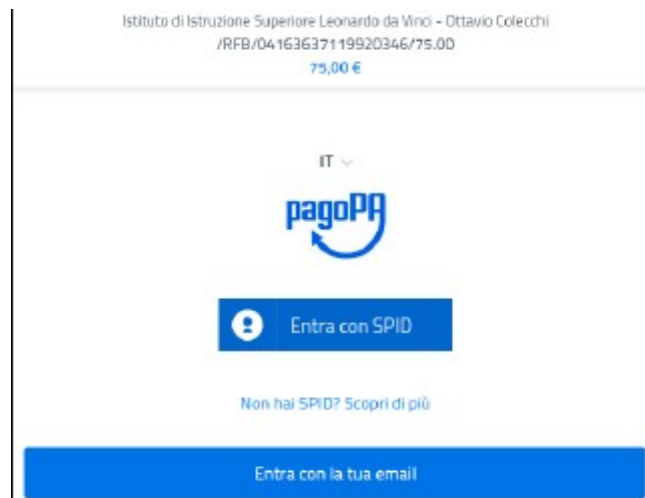 Istituto di Istruzione Superiore Leonardo da Vinci - Ottavio Colecchi
/RFB/04163637119920346/75.00
75,00 €
IT
pagoPA
Entra con SPID
Non hai SPID? Scopri di più
Entra con la tua email